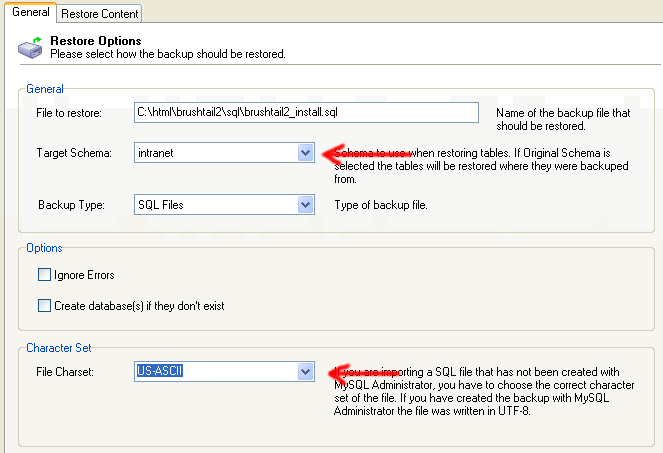 General
Restore Content
Restore Options
Please select how the backup should be restored.
General
File to restore:
C:\html\brushtail2\sql\brushtail2_install.sql
Name of the backup file that
should be restored.
Target Schema:
intranet
Schema to use when restoring tables. If Original Schema is
selected the tables will be restored where they were backuped
from.
Backup Type:
SQL Files
Type of backup file.
Options
Ignore Errors
Create database(s) if they don't exist
Character Set
File Charset:
US-ASCII
If you are importing a SQL file that has not been created with
MySQL Administrator, you have to choose the correct character
set of the file. If you have created the backup with MySQL
Administrator the file was written in UTF-8.